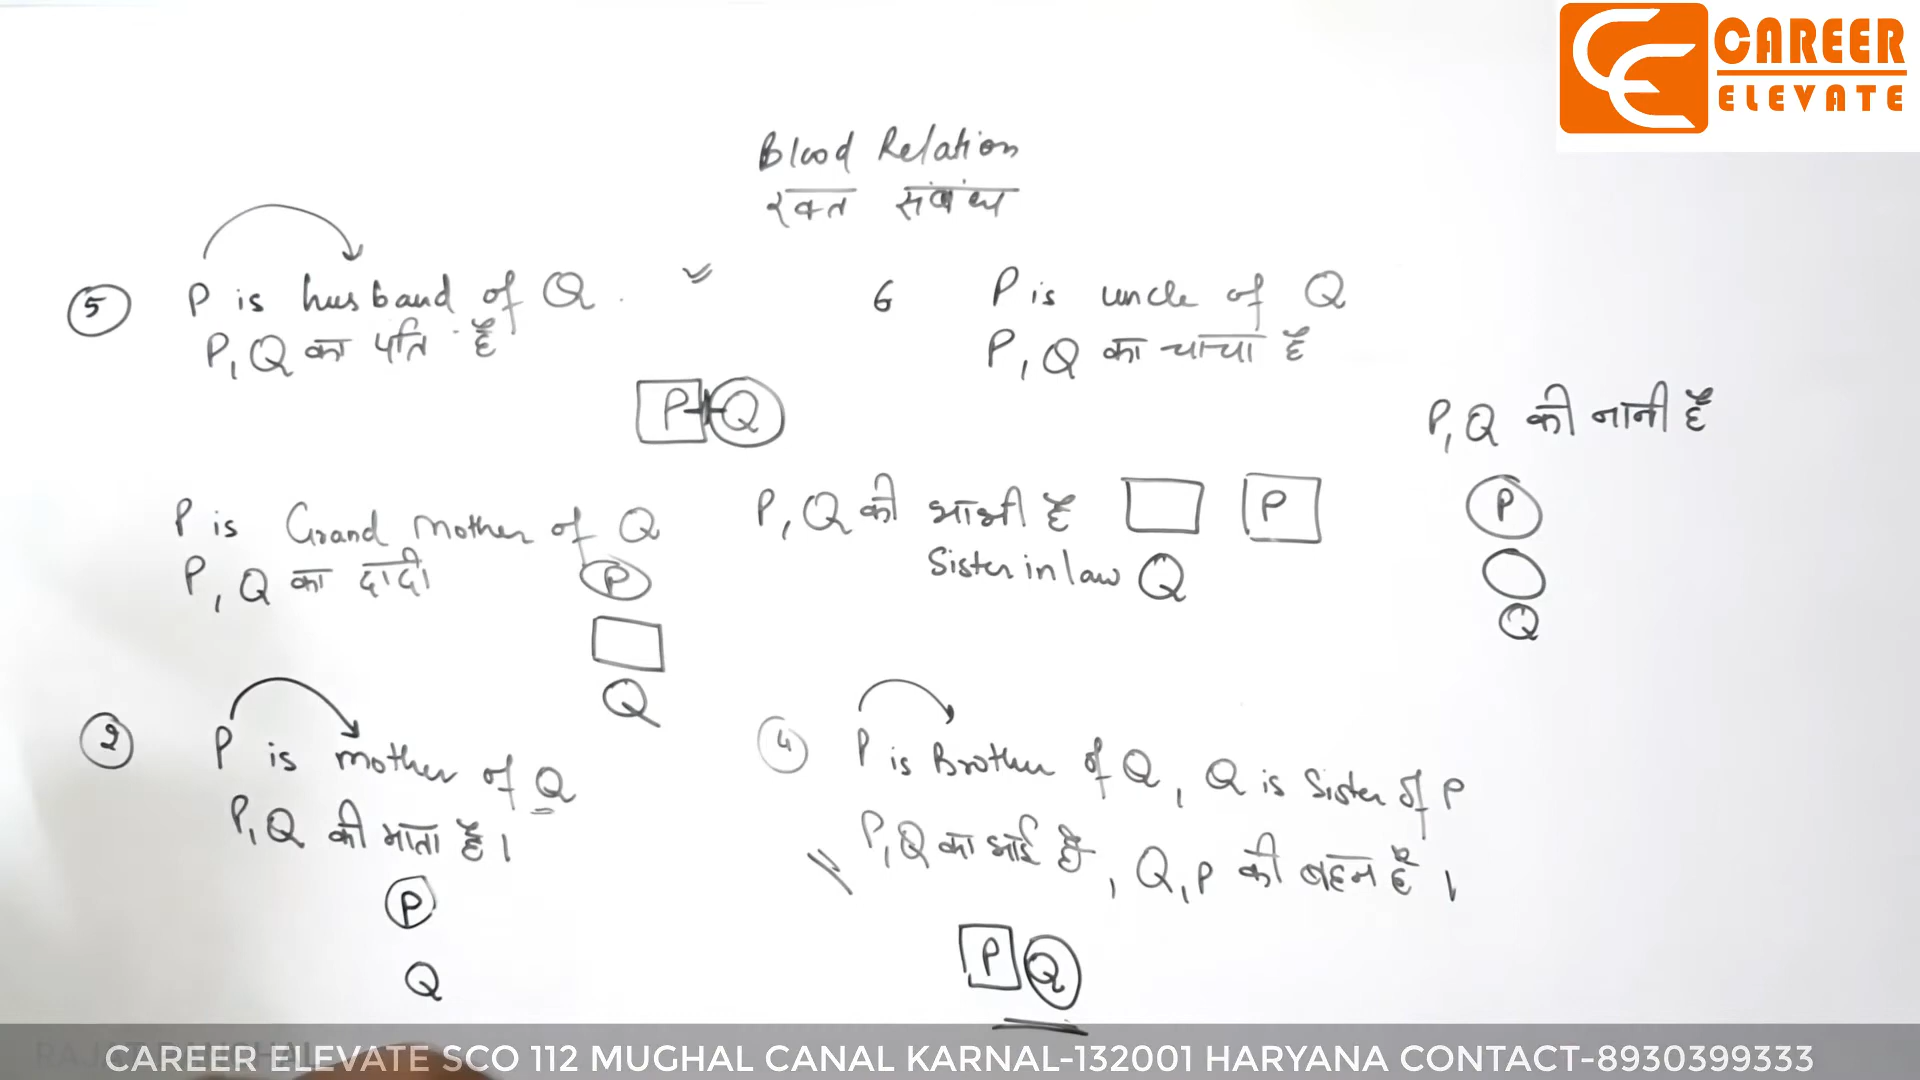 CAREER
ELEVATE
Blood Relation
रक्त संबंध
5 P is husband of Q.
P, Q का पति है
P Q
6 P is uncle of Q
P, Q का चाचा है
P, Q की नानी है
P
Q
P is Grand Mother of Q
P, Q का दादी
P
Q
P, Q की भाभी है
Sister in law
P
Q
2 P is mother of Q
P, Q की माता है।
P
Q
4 P is Brother of Q, Q is Sister of P
P, Q का भाई है, Q, P की बहन है।
P Q
CAREER ELEVATE SCO 112 MUGHAL CANAL KARNAL-132001 HARYANA CONTACT-8930399333